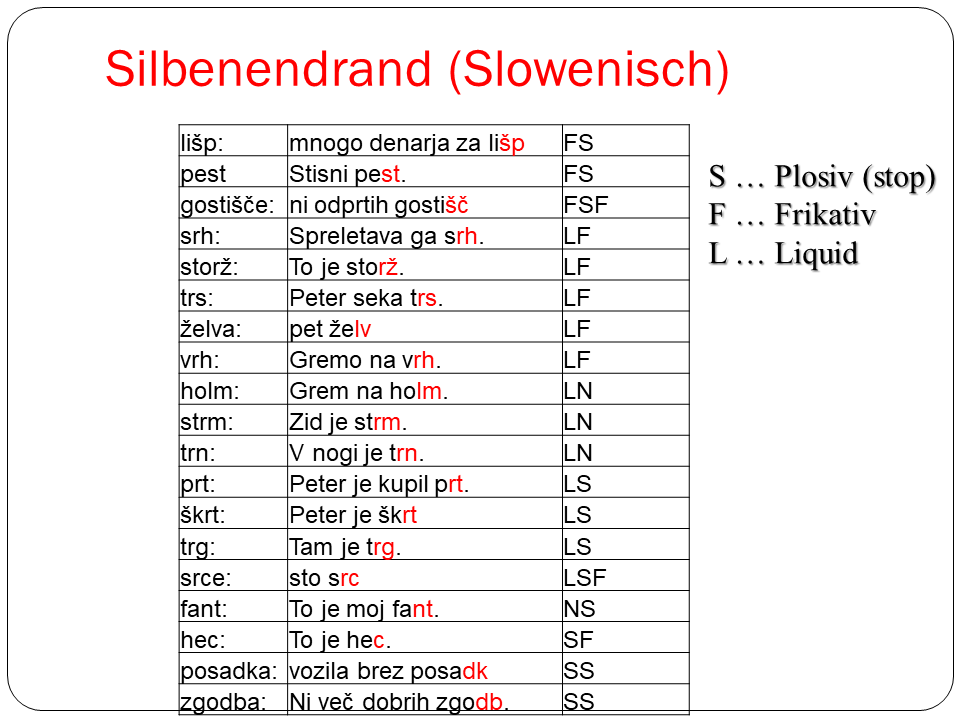 Silbenendrand (Slowenisch)
lišp: mnogo denarja za lišp FS
pest Stisni pest. FS
gostišče: ni odprtih gostišč FSF
srh: Spreletava ga srh. LF
storž: To je storž. LF
trs: Peter seka trs. LF
želva: pet želv LF
vrh: Gremo na vrh. LF
holm: Grem na holm. LN
strm: Zid je strm. LN
trn: V nogi je trn. LN
prt: Peter je kupil prt. LS
škrt: Peter je škrt LS
trg: Tam je trg. LS
srce: sto src LSF
fant: To je moj fant. NS
hec: To je hec. SF
posadka: vozila brez posadk SS
zgodba: Ni več dobrih zgodb. SS
S … Plosiv (stop)
F … Frikativ
L … Liquid